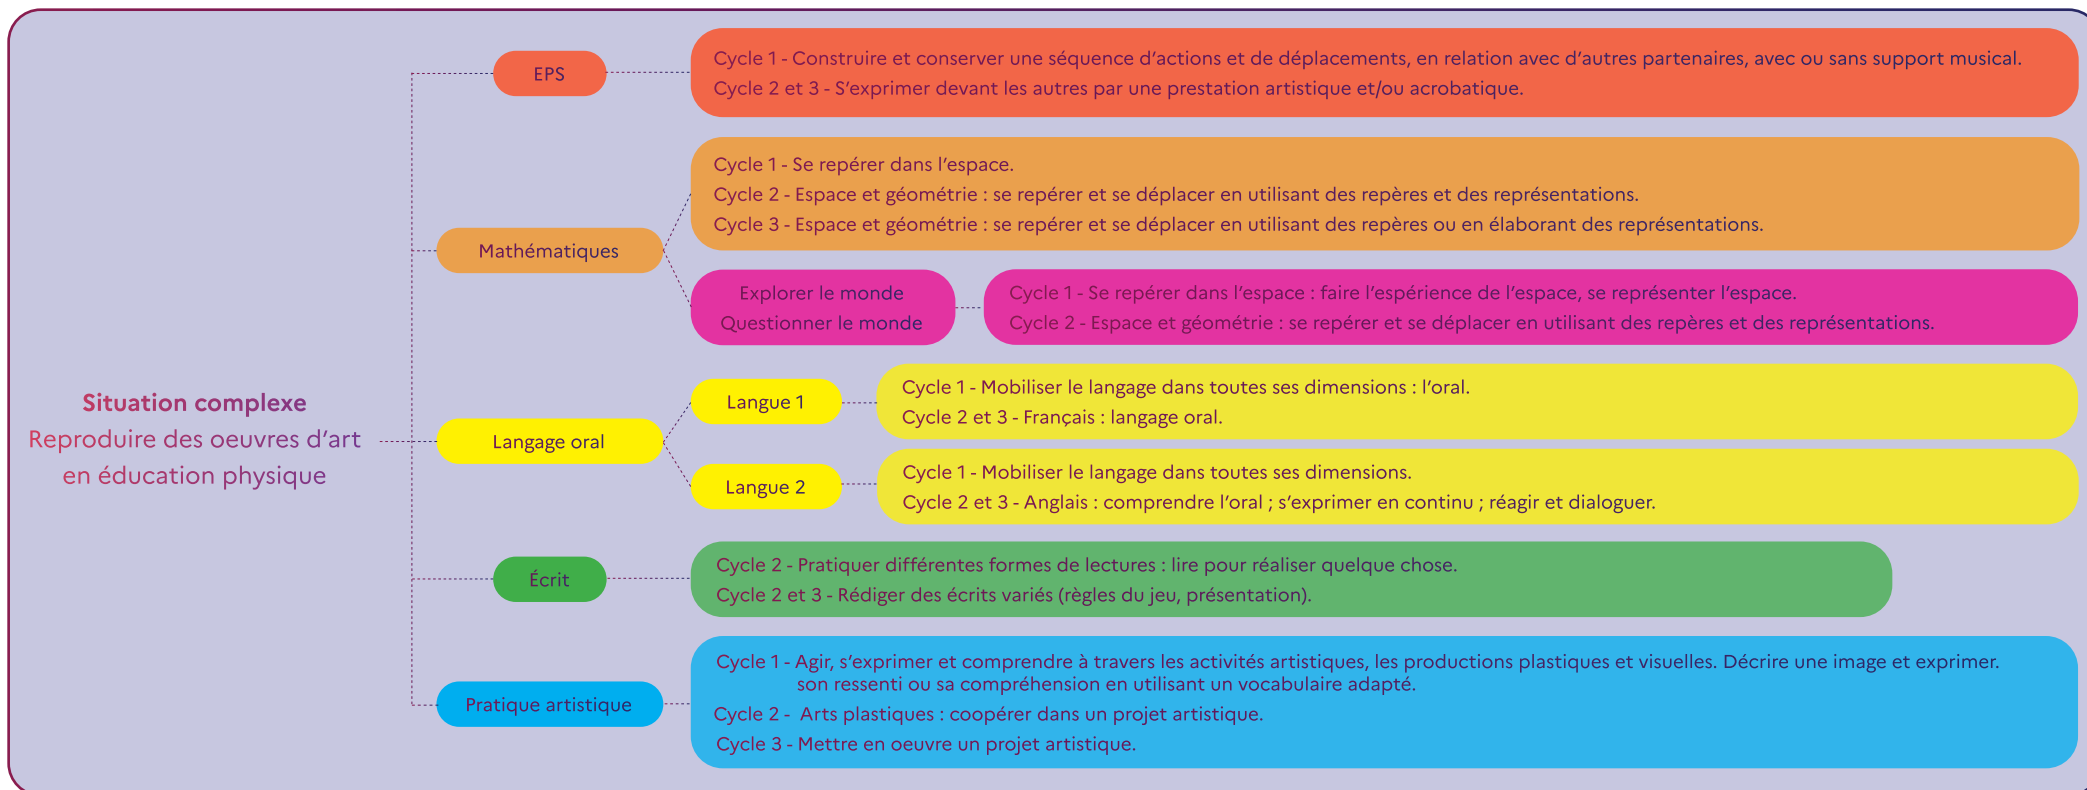 Situation complexe
Reproduire des oeuvres d'art
en éducation physique
EPS
Cycle 1 - Construire et conserver une séquence d'actions et de déplacements, en relation avec d'autres partenaires, avec ou sans support musical.
Cycle 2 et 3 - S'exprimer devant les autres par une prestation artistique et/ou acrobatique.
Mathématiques
Cycle 1 - Se repérer dans l'espace.
Cycle 2 - Espace et géométrie : se repérer et se déplacer en utilisant des repères et des représentations.
Cycle 3 - Espace et géométrie : se repérer et se déplacer en utilisant des repères ou en élaborant des représentations.
Explorer le monde
Questionner le monde
Cycle 1 - Se repérer dans l'espace : faire l'expérience de l'espace, se représenter l'espace.
Cycle 2 - Espace et géométrie : se repérer et se déplacer en utilisant des repères et des représentations.
Langage oral
Langue 1
Cycle 1 - Mobiliser le langage dans toutes ses dimensions : l'oral.
Cycle 2 et 3 - Français : langage oral.
Langue 2
Cycle 1 - Mobiliser le langage dans toutes ses dimensions.
Cycle 2 et 3 - Anglais : comprendre l'oral ; s'exprimer en continu ; réagir et dialoguer.
Écrit
Cycle 2 - Pratiquer différentes formes de lectures : lire pour réaliser quelque chose.
Cycle 2 et 3 - Rédiger des écrits variés (règles du jeu, présentation).
Pratique artistique
Cycle 1 - Agir, s'exprimer et comprendre à travers les activités artistiques, les productions plastiques et visuelles. Décrire une image et exprimer.
son ressenti ou sa compréhension en utilisant un vocabulaire adapté.
Cycle 2 - Arts plastiques : coopérer dans un projet artistique.
Cycle 3 - Mettre en oeuvre un projet artistique.